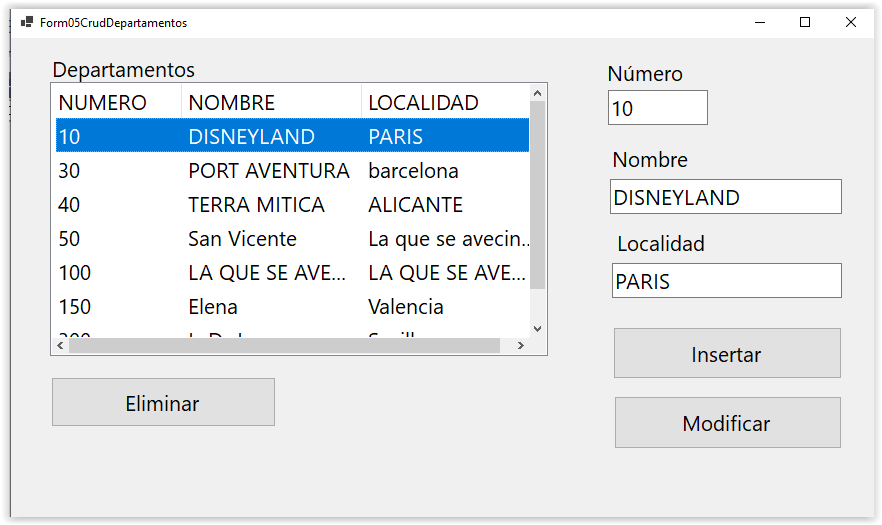 Form05CrudDepartamentos
Departamentos
NUMERO NOMBRE LOCALIDAD
10 DISNEYLAND PARIS
30 PORT AVENTURA barcelona
40 TERRA MITICA ALICANTE
50 San Vicente La que se avecin...
100 LA QUE SE AVE... LA QUE SE AVE...
150 Elena Valencia
Eliminar
Número
10
Nombre
DISNEYLAND
Localidad
PARIS
Insertar
Modificar